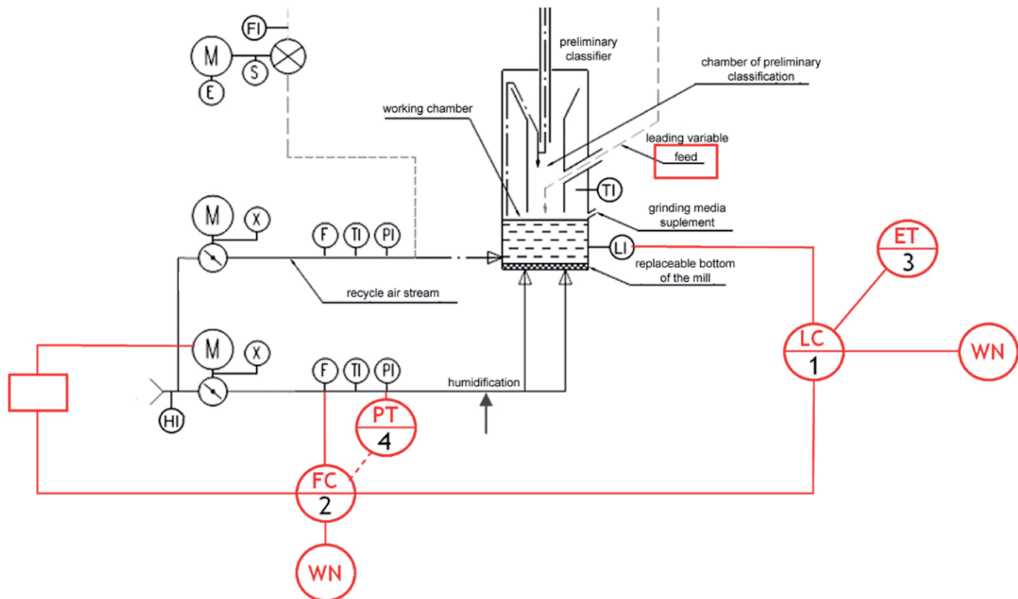 FI
M
S
E
preliminary
classifier
chamber of preliminary
classification
working chamber
leading variable
feed
TI
M
X
F
TI
PI
grinding media
suplement
LI
replaceable bottom
of the mill
recycle air stream
ET
3
M
X
LC
1
WN
F
TI
PI
humidification
HI
PT
4
FC
2
WN